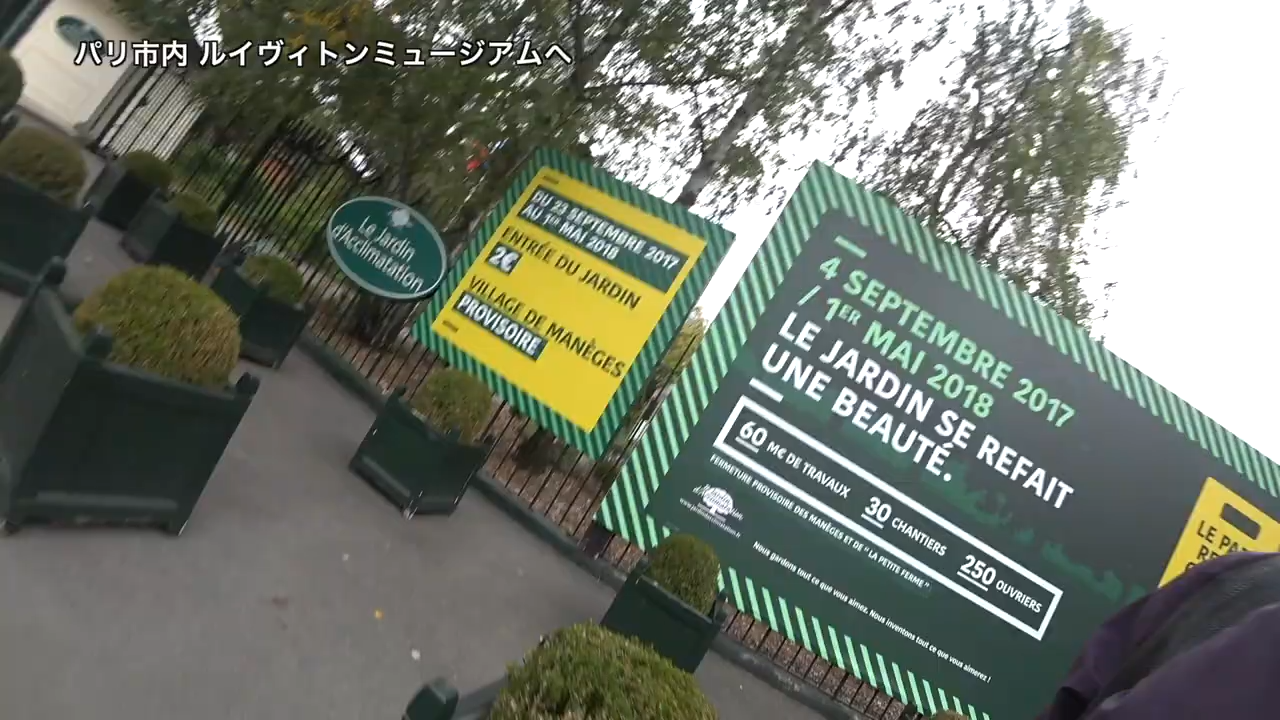 パリ市内 ルイヴィトンミュージアムへ
Le Jardin
d'Acclimatation
DU 23 SEPTEMBRE 2017
AU 1ER MAI 2018
ENTRÉE DU JARDIN
2€
VILLAGE DE MANÈGES
PROVISOIRE
4 SEPTEMBRE 2017
/ 1ER MAI 2018
LE JARDIN SE REFAIT
UNE BEAUTÉ.
60 M€ DE TRAVAUX 30 CHANTIERS 250 OUVRIERS
FERMETURE PROVISOIRE DES MANÈGES ET DE "LA PETITE FERME"
Nous gardons tout ce que vous aimez. Nous inventons tout ce que vous aimerez !
LE